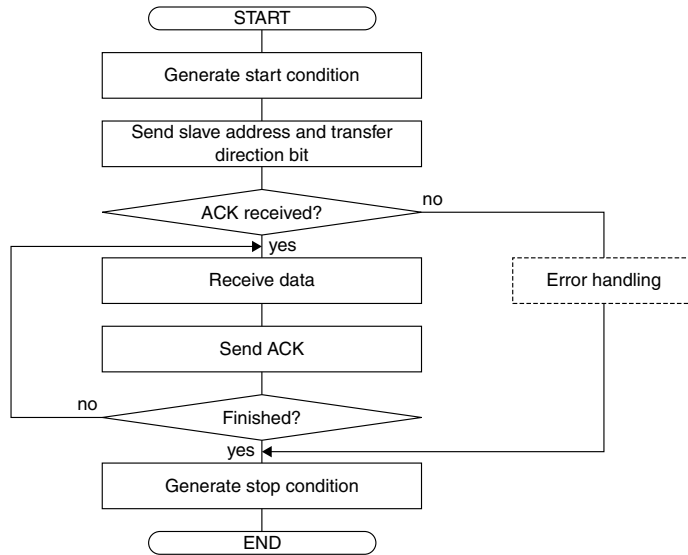 START
Generate start condition
Send slave address and transfer
direction bit
ACK received?
no
yes
Receive data
Error handling
Send ACK
no
Finished?
yes
Generate stop condition
END